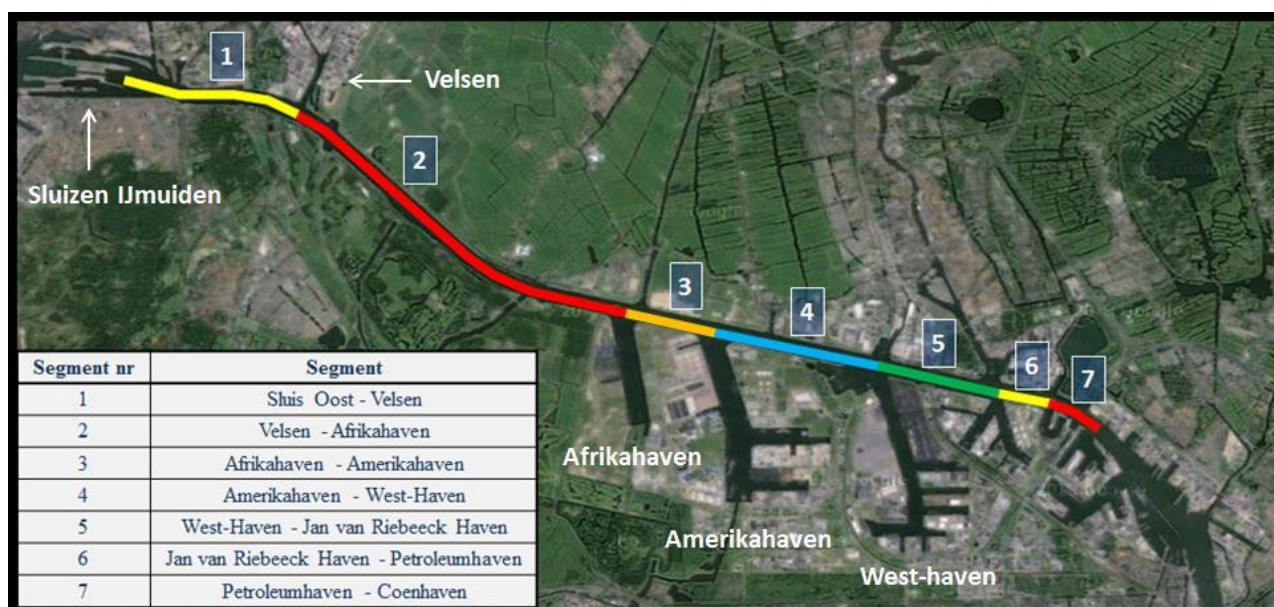 1
Velsen
2
Sluizen IJmuiden
3
4
5
6
7
Segment nr Segment
1 Sluis Oost - Velsen
2 Velsen - Afrikahaven
3 Afrikahaven - Amerikahaven
4 Amerikahaven - West-Haven
5 West-Haven - Jan van Riebeeck Haven
6 Jan van Riebeeck Haven - Petroleumhaven
7 Petroleumhaven - Coenhaven
Afrikahaven
Amerikahaven
West-haven